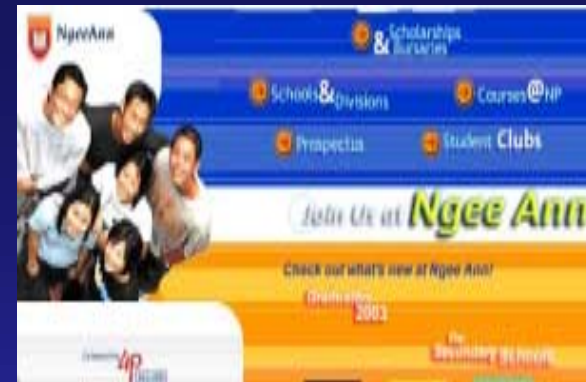 NgeeAnn
& Scholarships
Bursaries
Schools & Divisions
Courses @ NP
Prospectus
Student Clubs
Join Us at Ngee Ann
Check out what's new at Ngee Ann!
2003
The
Secondary Schools